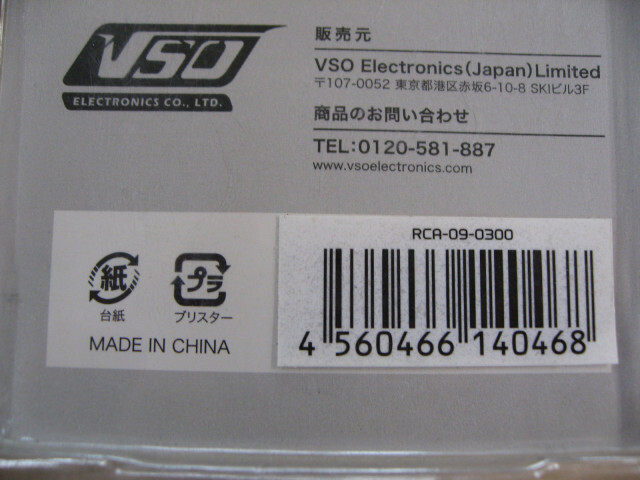 VSO
ELECTRONICS CO., LTD.
販売元
VSO Electronics(Japan)Limited
〒107-0052 東京都港区赤坂6-10-8 SKIビル3F
商品のお問い合わせ
TEL:0120-581-887
www.vsoelectronics.com
紙
台紙
プラ
ブリスター
MADE IN CHINA
RCA-09-0300
4 560466 140468